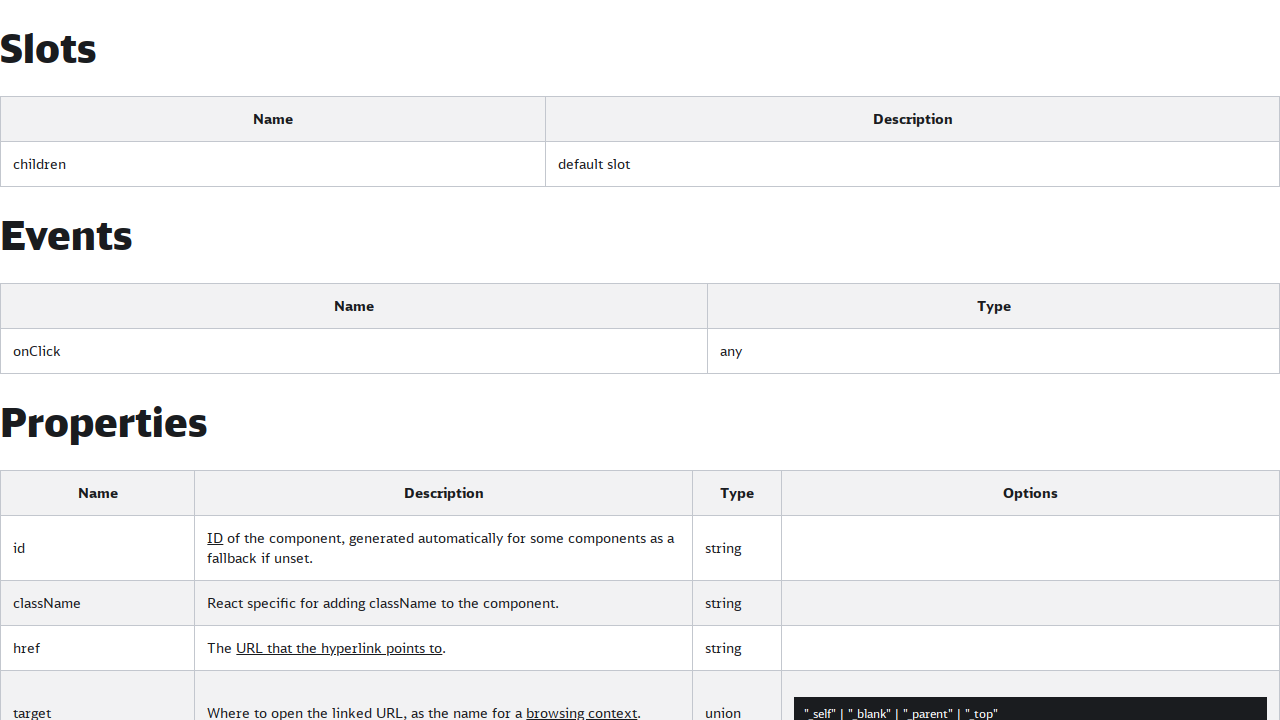 Slots
Name Description
children default slot
Events
Name Type
onClick any
Properties
Name Description Type Options
id ID of the component, generated automatically for some components as a fallback if unset. string
className React specific for adding className to the component. string
href The URL that the hyperlink points to. string
target Where to open the linked URL, as the name for a browsing context. union "_self" | "_blank" | "_parent" | "_top"